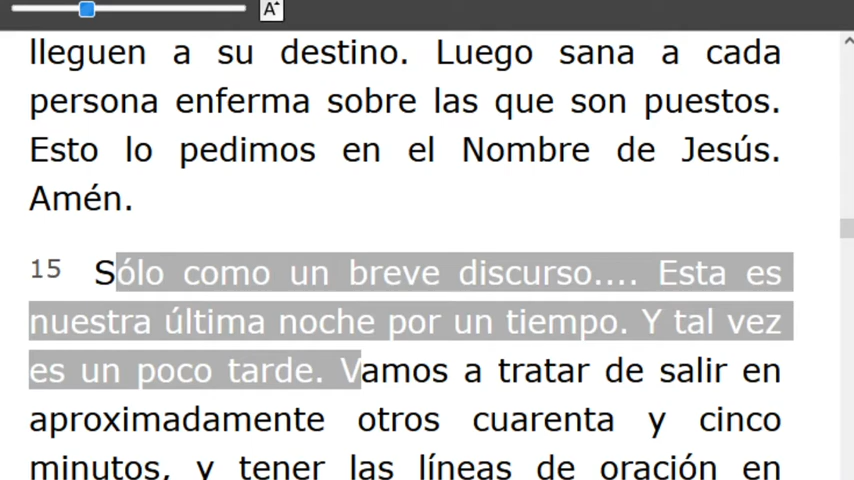 A
lleguen a su destino. Luego sana a cada
persona enferma sobre las que son puestos.
Esto lo pedimos en el Nombre de Jesús.
Amén.
15 Sólo como un breve discurso.... Esta es
nuestra última noche por un tiempo. Y tal vez
es un poco tarde. Vamos a tratar de salir en
aproximadamente otros cuarenta y cinco
minutos, y tener las líneas de oración en